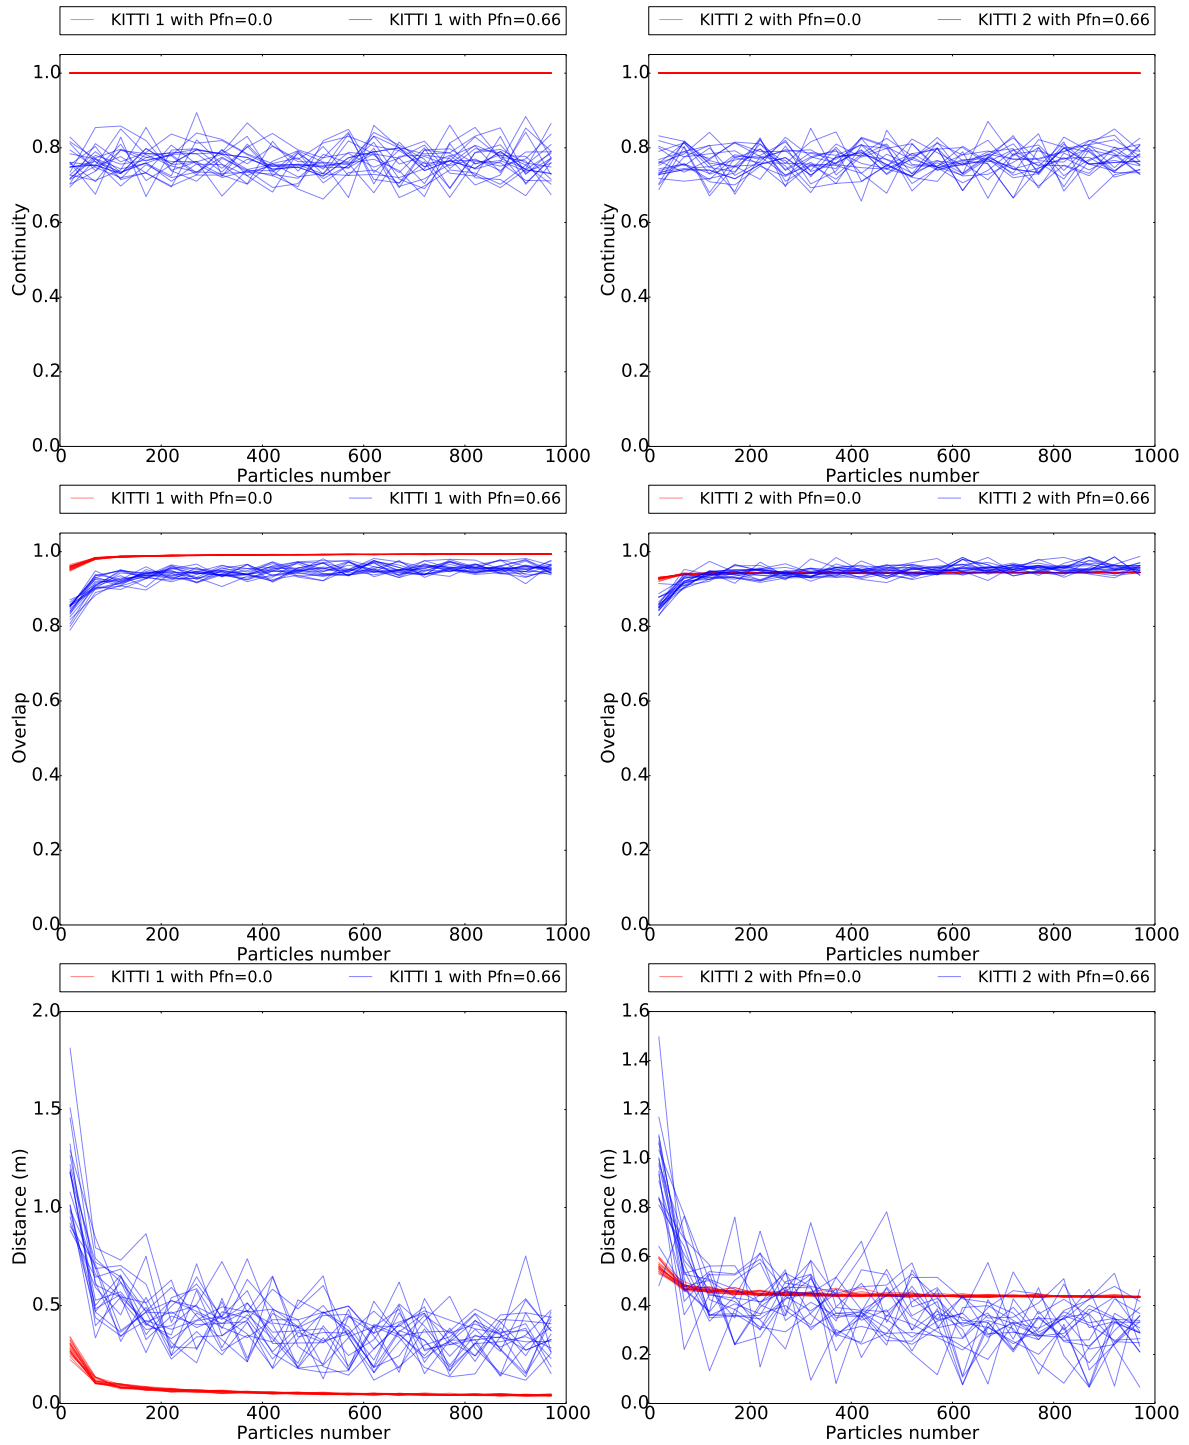 KITTI 1 with Pfn=0.0 KITTI 1 with Pfn=0.66
1.0
0.8
0.6
0.4
0.2
0.0
Continuity
0 200 400 600 800 1000
Particles number
KITTI 2 with Pfn=0.0 KITTI 2 with Pfn=0.66
1.0
0.8
0.6
0.4
0.2
0.0
Continuity
0 200 400 600 800 1000
Particles number
KITTI 1 with Pfn=0.0 KITTI 1 with Pfn=0.66
1.0
0.8
0.6
0.4
0.2
0.0
Overlap
0 200 400 600 800 1000
Particles number
KITTI 2 with Pfn=0.0 KITTI 2 with Pfn=0.66
1.0
0.8
0.6
0.4
0.2
0.0
Overlap
0 200 400 600 800 1000
Particles number
KITTI 1 with Pfn=0.0 KITTI 1 with Pfn=0.66
2.0
1.5
1.0
0.5
0.0
Distance (m)
0 200 400 600 800 1000
Particles number
KITTI 2 with Pfn=0.0 KITTI 2 with Pfn=0.66
1.6
1.4
1.2
1.0
0.8
0.6
0.4
0.2
0.0
Distance (m)
0 200 400 600 800 1000
Particles number